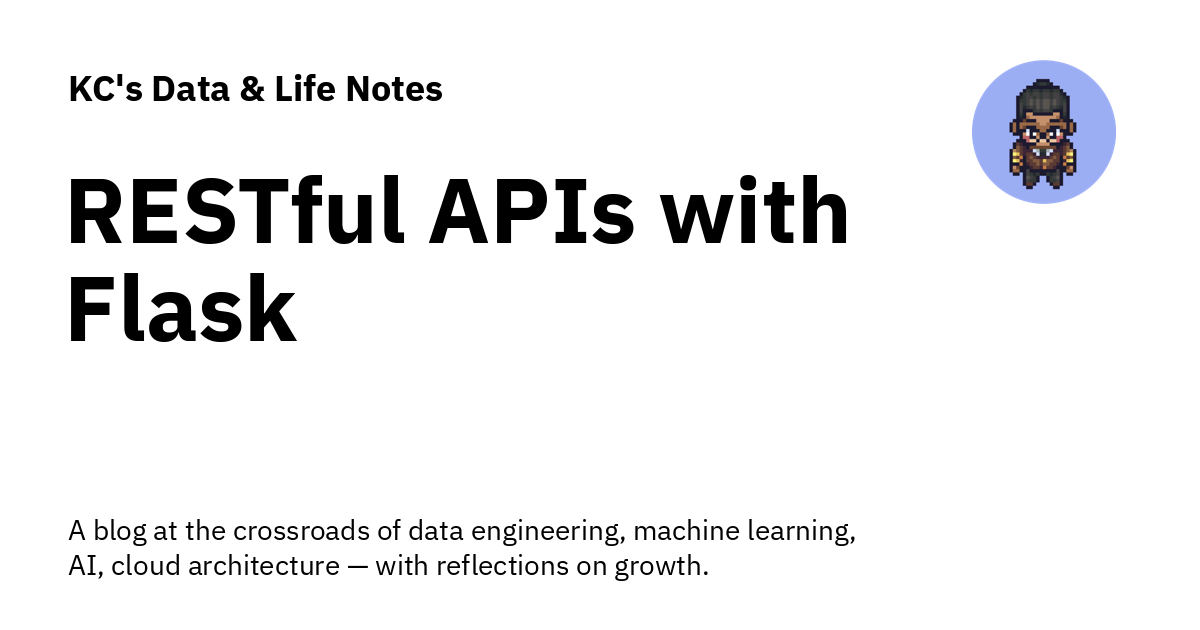 KC's Data & Life Notes
RESTful APIs with
Flask
A blog at the crossroads of data engineering, machine learning,
AI, cloud architecture — with reflections on growth.